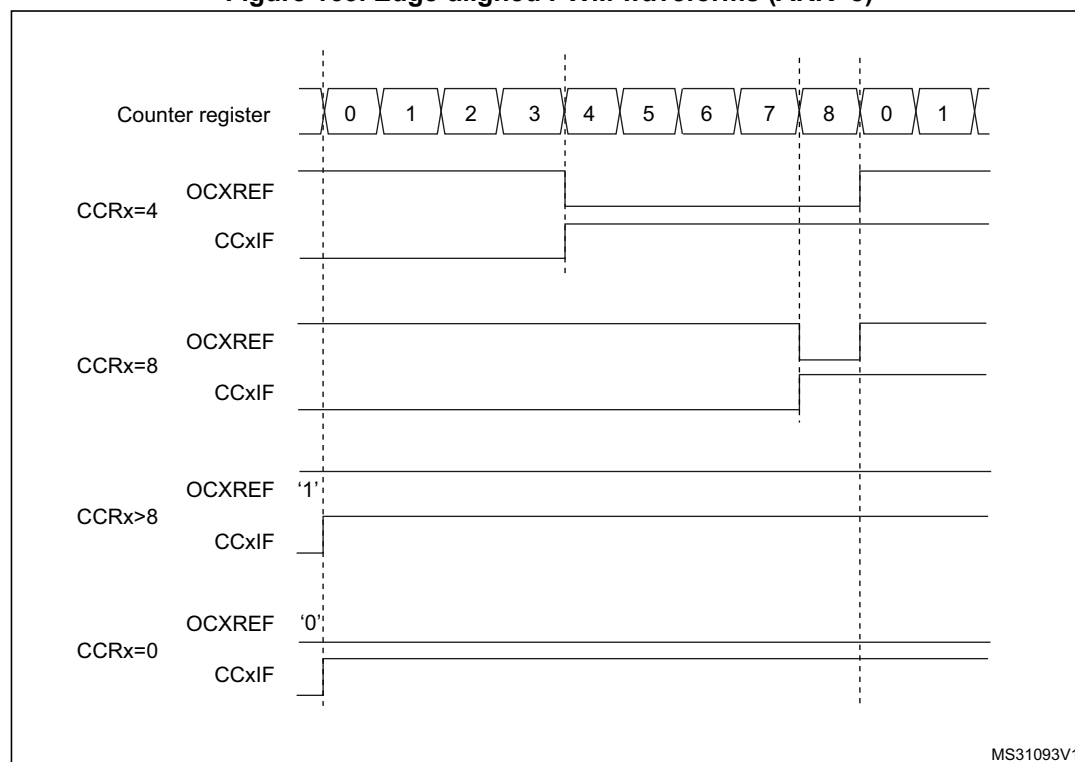 Counter register 0 1 2 3 4 5 6 7 8 0 1
OCXREF
CCRx=4
CCxIF
OCXREF
CCRx=8
CCxIF
OCXREF ‘1’
CCRx>8
CCxIF
OCXREF ‘0’
CCRx=0
CCxIF
MS31093V1